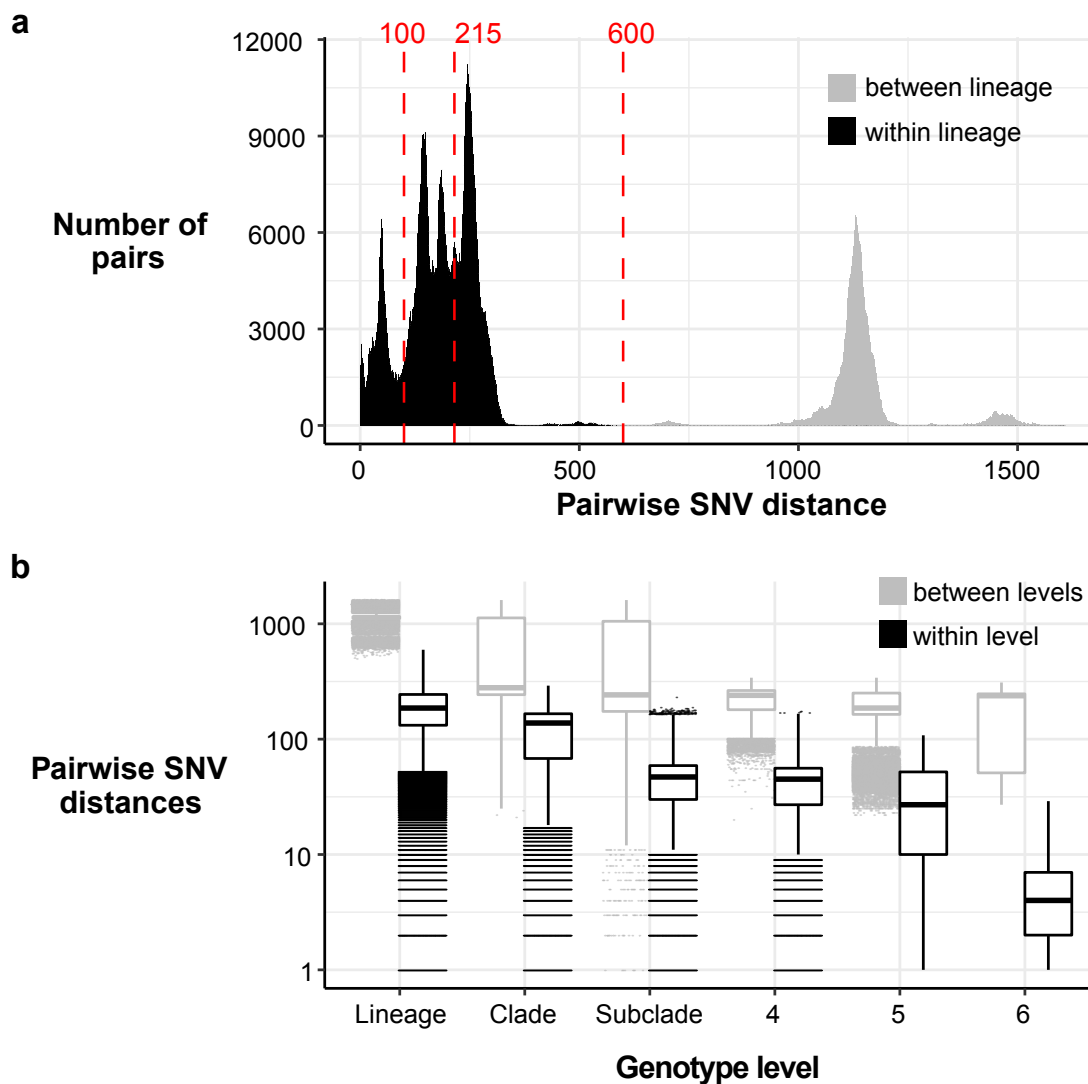 a
100 215 600
12000
9000
6000
3000
0
Number of
pairs
between lineage
within lineage
0 500 1000 1500
Pairwise SNV distance
b
between levels
within level
1000
100
10
1
Pairwise SNV
distances
Lineage Clade Subclade 4 5 6
Genotype level